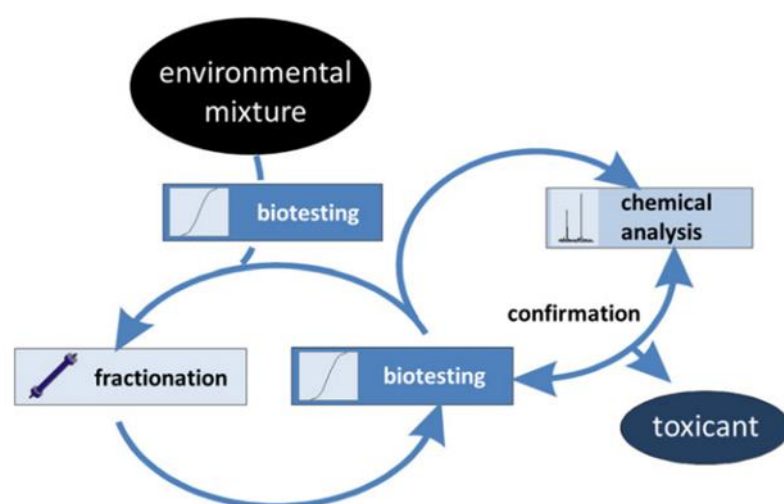 environmental
mixture
biotesting
chemical
analysis
confirmation
fractionation
biotesting
toxicant